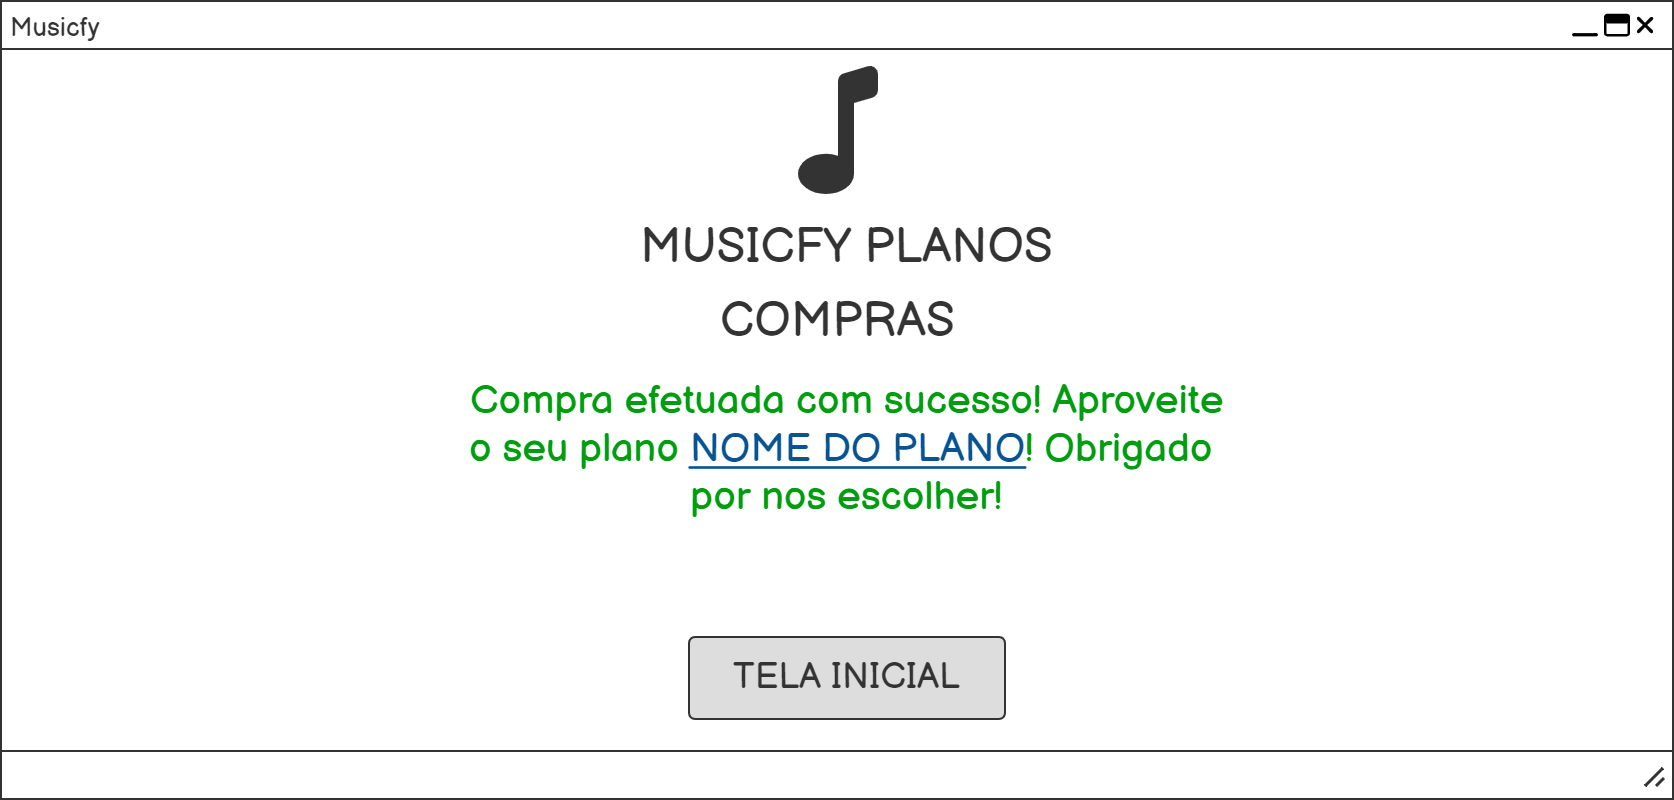 Musicfy
MUSICFY PLANOS
COMPRAS
Compra efetuada com sucesso! Aproveite
o seu plano NOME DO PLANO! Obrigado
por nos escolher!
TELA INICIAL